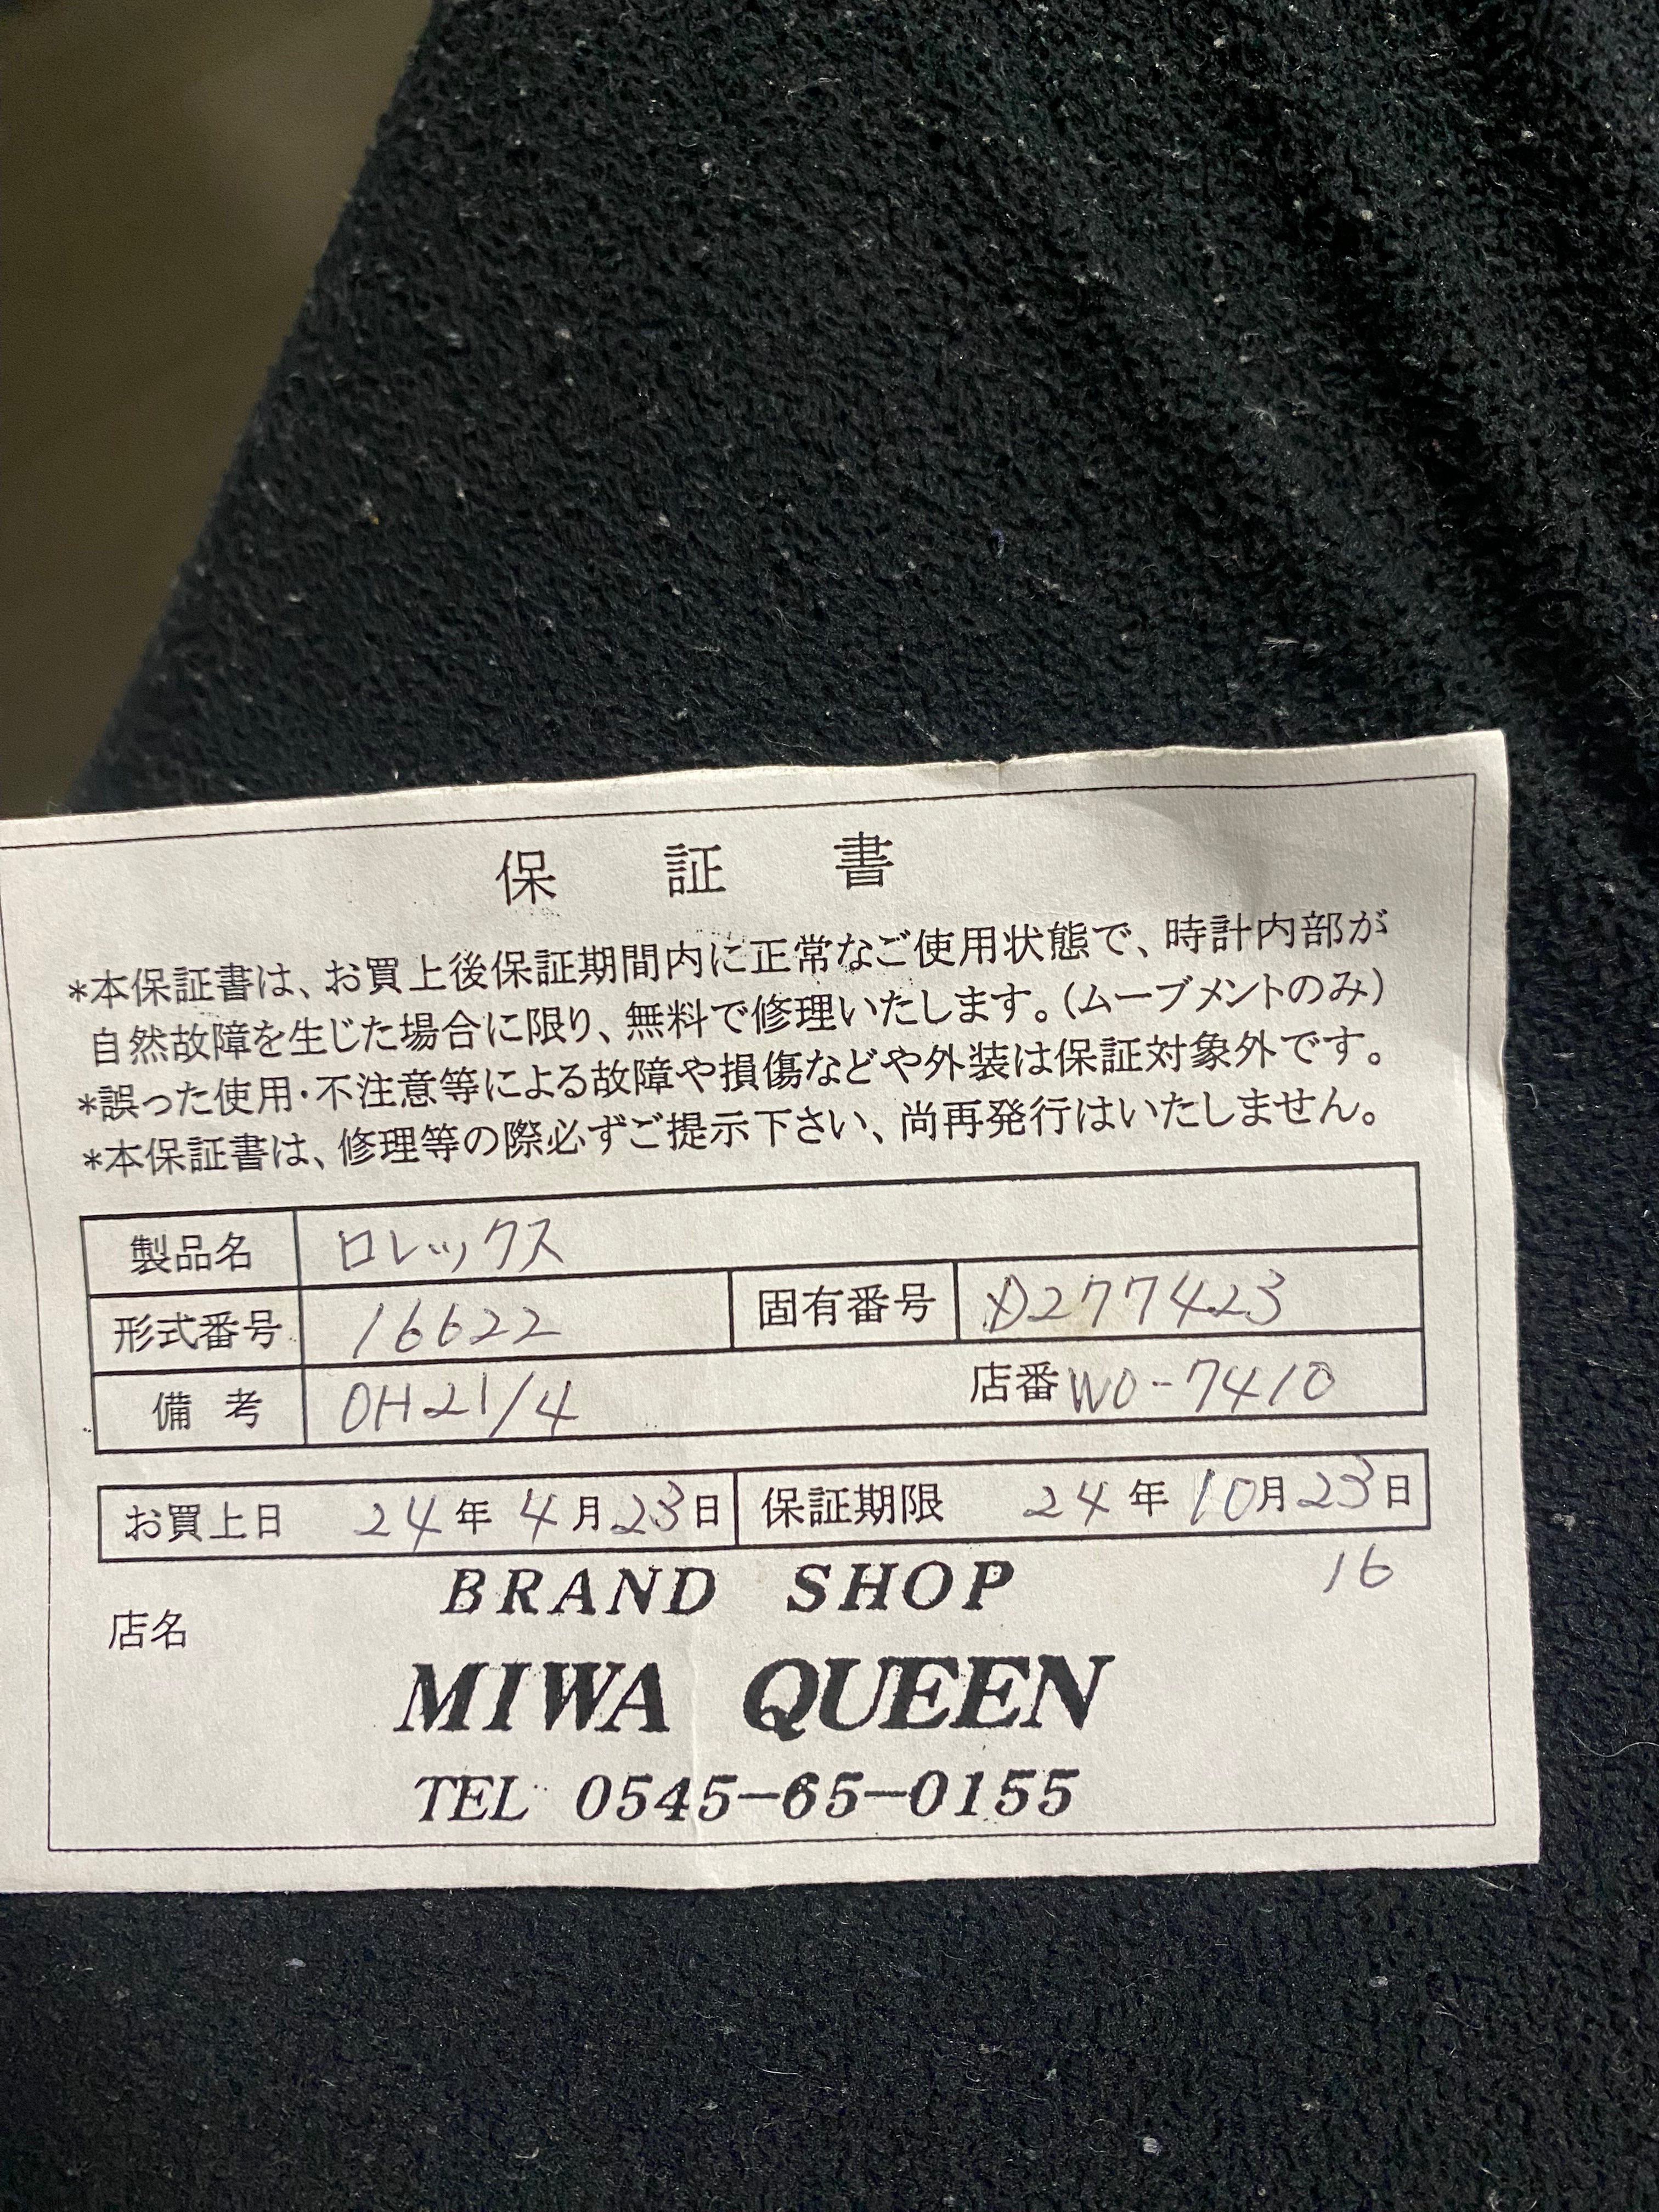 保証書
*本保証書は、お買上後保証期間内に正常なご使用状態で、時計内部が
自然故障を生じた場合に限り、無料で修理いたします。(ムーブメントのみ)
*誤った使用・不注意等による故障や損傷などや外装は保証対象外です。
*本保証書は、修理等の際必ずご提示下さい、尚再発行はいたしません。
製品名 ロレックス
形式番号 16622 固有番号 D277423
備考 OH21/4 店番 WO-7410
お買上日 24年4月23日 保証期限 24年10月23日
16
BRAND SHOP
店名
MIWA QUEEN
TEL 0545-65-0155